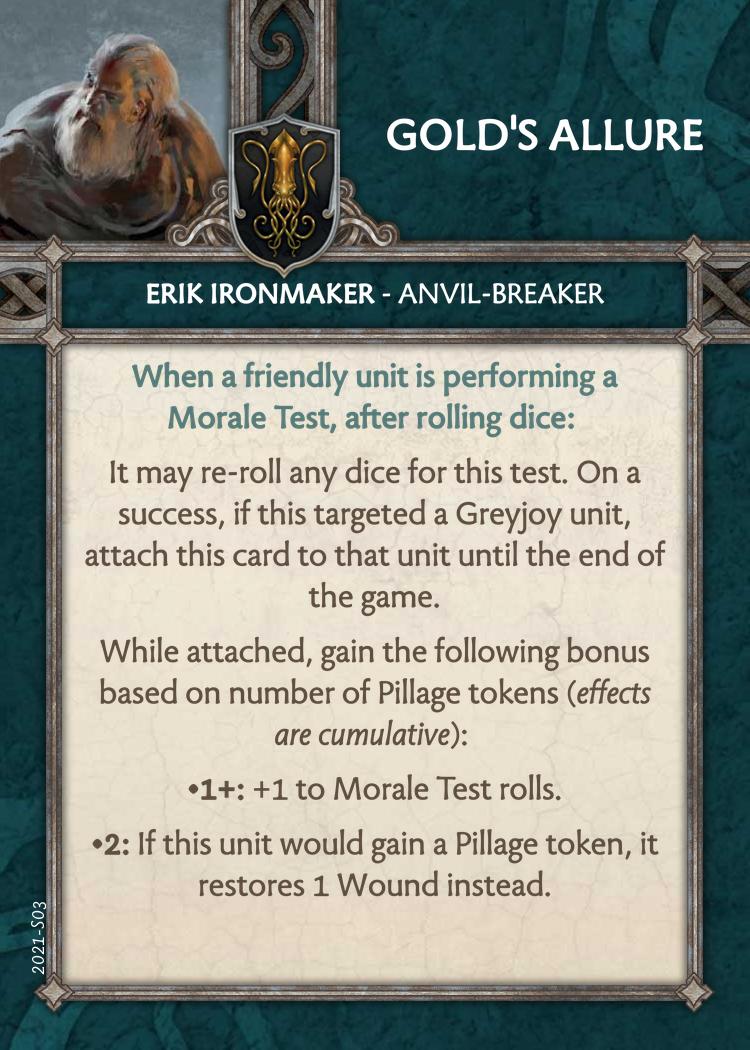 GOLD'S ALLURE
ERIK IRONMAKER - ANVIL-BREAKER
When a friendly unit is performing a
Morale Test, after rolling dice:
It may re-roll any dice for this test. On a
success, if this targeted a Greyjoy unit,
attach this card to that unit until the end of
the game.
While attached, gain the following bonus
based on number of Pillage tokens (effects
are cumulative):
•1+: +1 to Morale Test rolls.
•2: If this unit would gain a Pillage token, it
restores 1 Wound instead.
2021-S03